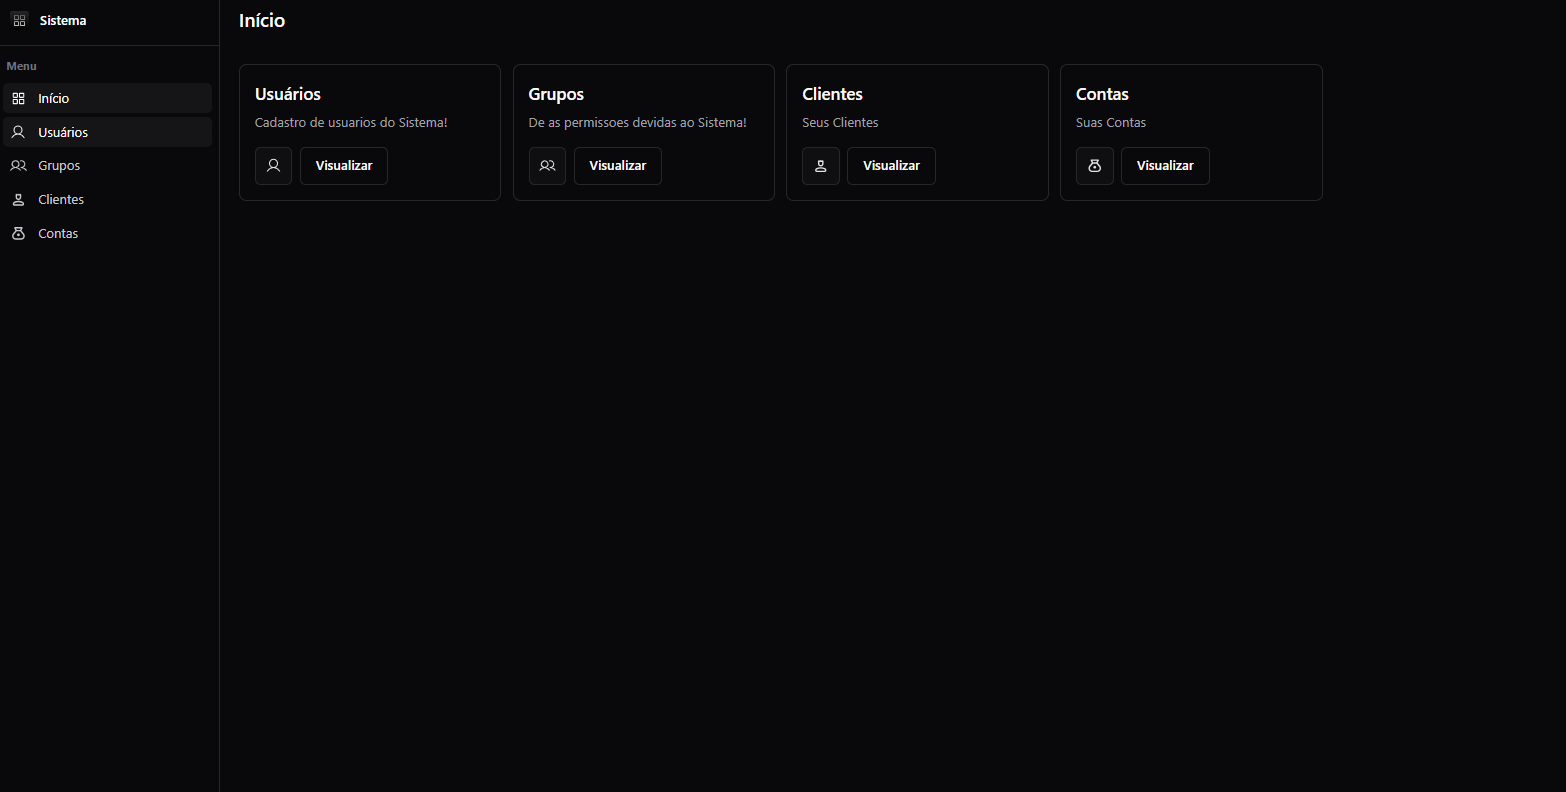 Sistema
Menu
Início
Usuários
Grupos
Clientes
Contas
Início
Usuários
Cadastro de usuarios do Sistema!
Visualizar
Grupos
De as permissoes devidas ao Sistema!
Visualizar
Clientes
Seus Clientes
Visualizar
Contas
Suas Contas
Visualizar